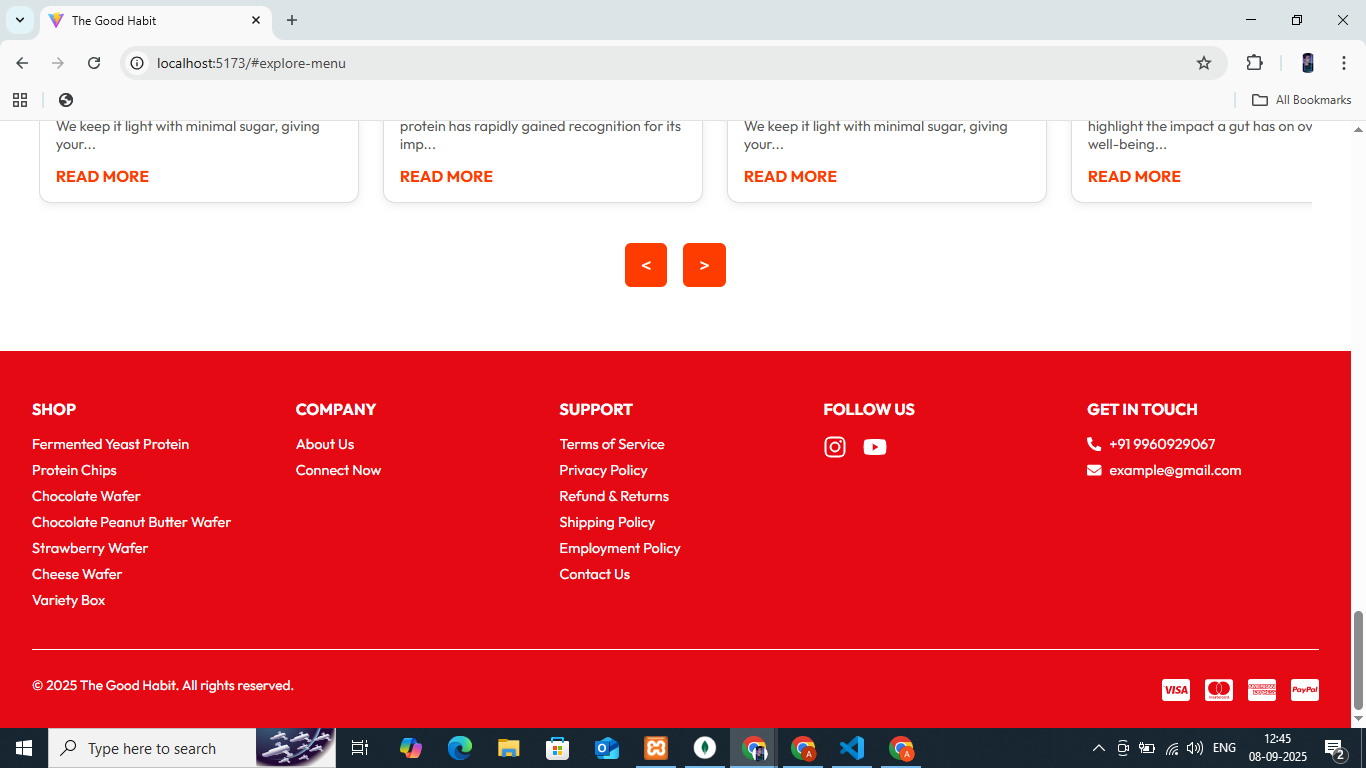 The Good Habit
localhost:5173/#explore-menu
All Bookmarks
We keep it light with minimal sugar, giving
your...
READ MORE
protein has rapidly gained recognition for its
imp...
READ MORE
We keep it light with minimal sugar, giving
your...
READ MORE
highlight the impact a gut has on ov
well-being...
READ MORE
<
>
SHOP
Fermented Yeast Protein
Protein Chips
Chocolate Wafer
Chocolate Peanut Butter Wafer
Strawberry Wafer
Cheese Wafer
Variety Box
COMPANY
About Us
Connect Now
SUPPORT
Terms of Service
Privacy Policy
Refund & Returns
Shipping Policy
Employment Policy
Contact Us
FOLLOW US
GET IN TOUCH
+91 9960929067
example@gmail.com
© 2025 The Good Habit. All rights reserved.
VISA
mastercard
AMERICAN
EXPRESS
PayPal
Type here to search
A
A
ENG
12:45
08-09-2025
2